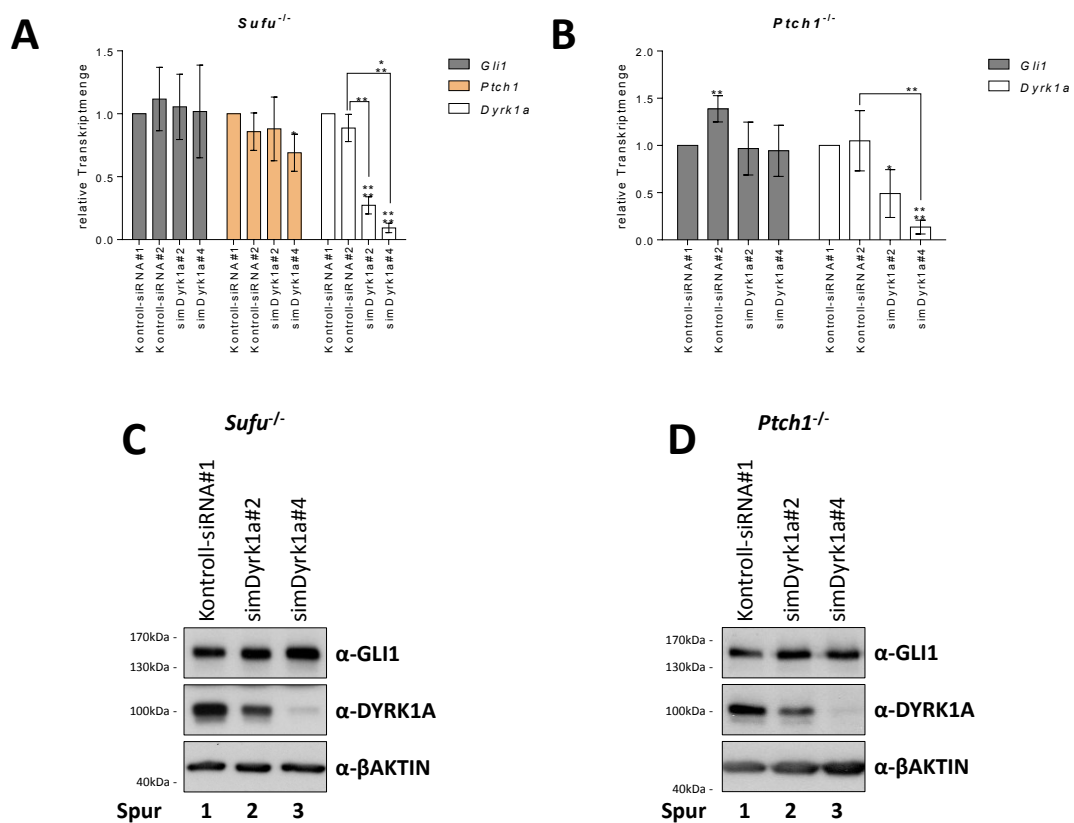 A
Sufu-/-
relative Transkriptmenge
1.5
1.0
0.5
0.0
*
**
**
*
**
**
**
**
Gli1
Ptch1
Dyrk1a
Kontroll-siRNA#1
Kontroll-siRNA#2
simDyrk1a#2
simDyrk1a#4
Kontroll-siRNA#1
Kontroll-siRNA#2
simDyrk1a#2
simDyrk1a#4
Kontroll-siRNA#1
Kontroll-siRNA#2
simDyrk1a#2
simDyrk1a#4
B
Ptch1-/-
relative Transkriptmenge
2.0
1.5
1.0
0.5
0.0
**
**
*
**
**
Gli1
Dyrk1a
Kontroll-siRNA#1
Kontroll-siRNA#2
simDyrk1a#2
simDyrk1a#4
Kontroll-siRNA#1
Kontroll-siRNA#2
simDyrk1a#2
simDyrk1a#4
C
Sufu-/-
Kontroll-siRNA#1
simDyrk1a#2
simDyrk1a#4
170kDa -
130kDa -
α-GLI1
100kDa -
α-DYRK1A
40kDa -
α-βAKTIN
Spur 1 2 3
D
Ptch1-/-
Kontroll-siRNA#1
simDyrk1a#2
simDyrk1a#4
170kDa -
130kDa -
α-GLI1
100kDa -
α-DYRK1A
40kDa -
α-βAKTIN
Spur 1 2 3